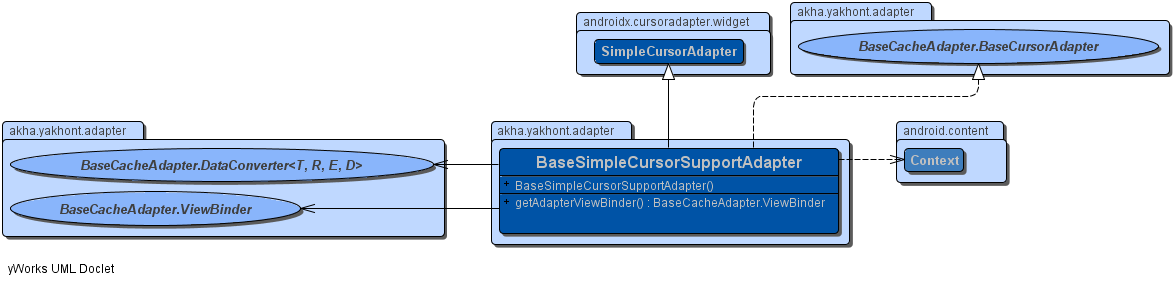 androidx.cursoradapter.widget
SimpleCursorAdapter
akha.yakhont.adapter
BaseCacheAdapter.BaseCursorAdapter
akha.yakhont.adapter
BaseCacheAdapter.DataConverter<T, R, E, D>
BaseCacheAdapter.ViewBinder
akha.yakhont.adapter
BaseSimpleCursorSupportAdapter
+ BaseSimpleCursorSupportAdapter()
+ getAdapterViewBinder() : BaseCacheAdapter.ViewBinder
android.content
Context
yWorks UML Doclet